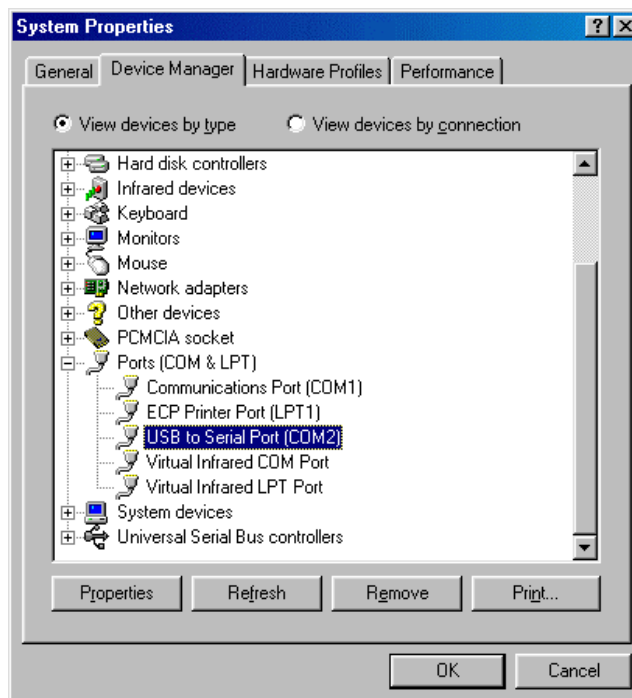 System Properties
General Device Manager Hardware Profiles Performance
View devices by type View devices by connection
Hard disk controllers
Infrared devices
Keyboard
Monitors
Mouse
Network adapters
Other devices
PCMCIA socket
Ports (COM & LPT)
Communications Port (COM1)
ECP Printer Port (LPT1)
USB to Serial Port (COM2)
Virtual Infrared COM Port
Virtual Infrared LPT Port
System devices
Universal Serial Bus controllers
Properties Refresh Remove Print...
OK Cancel